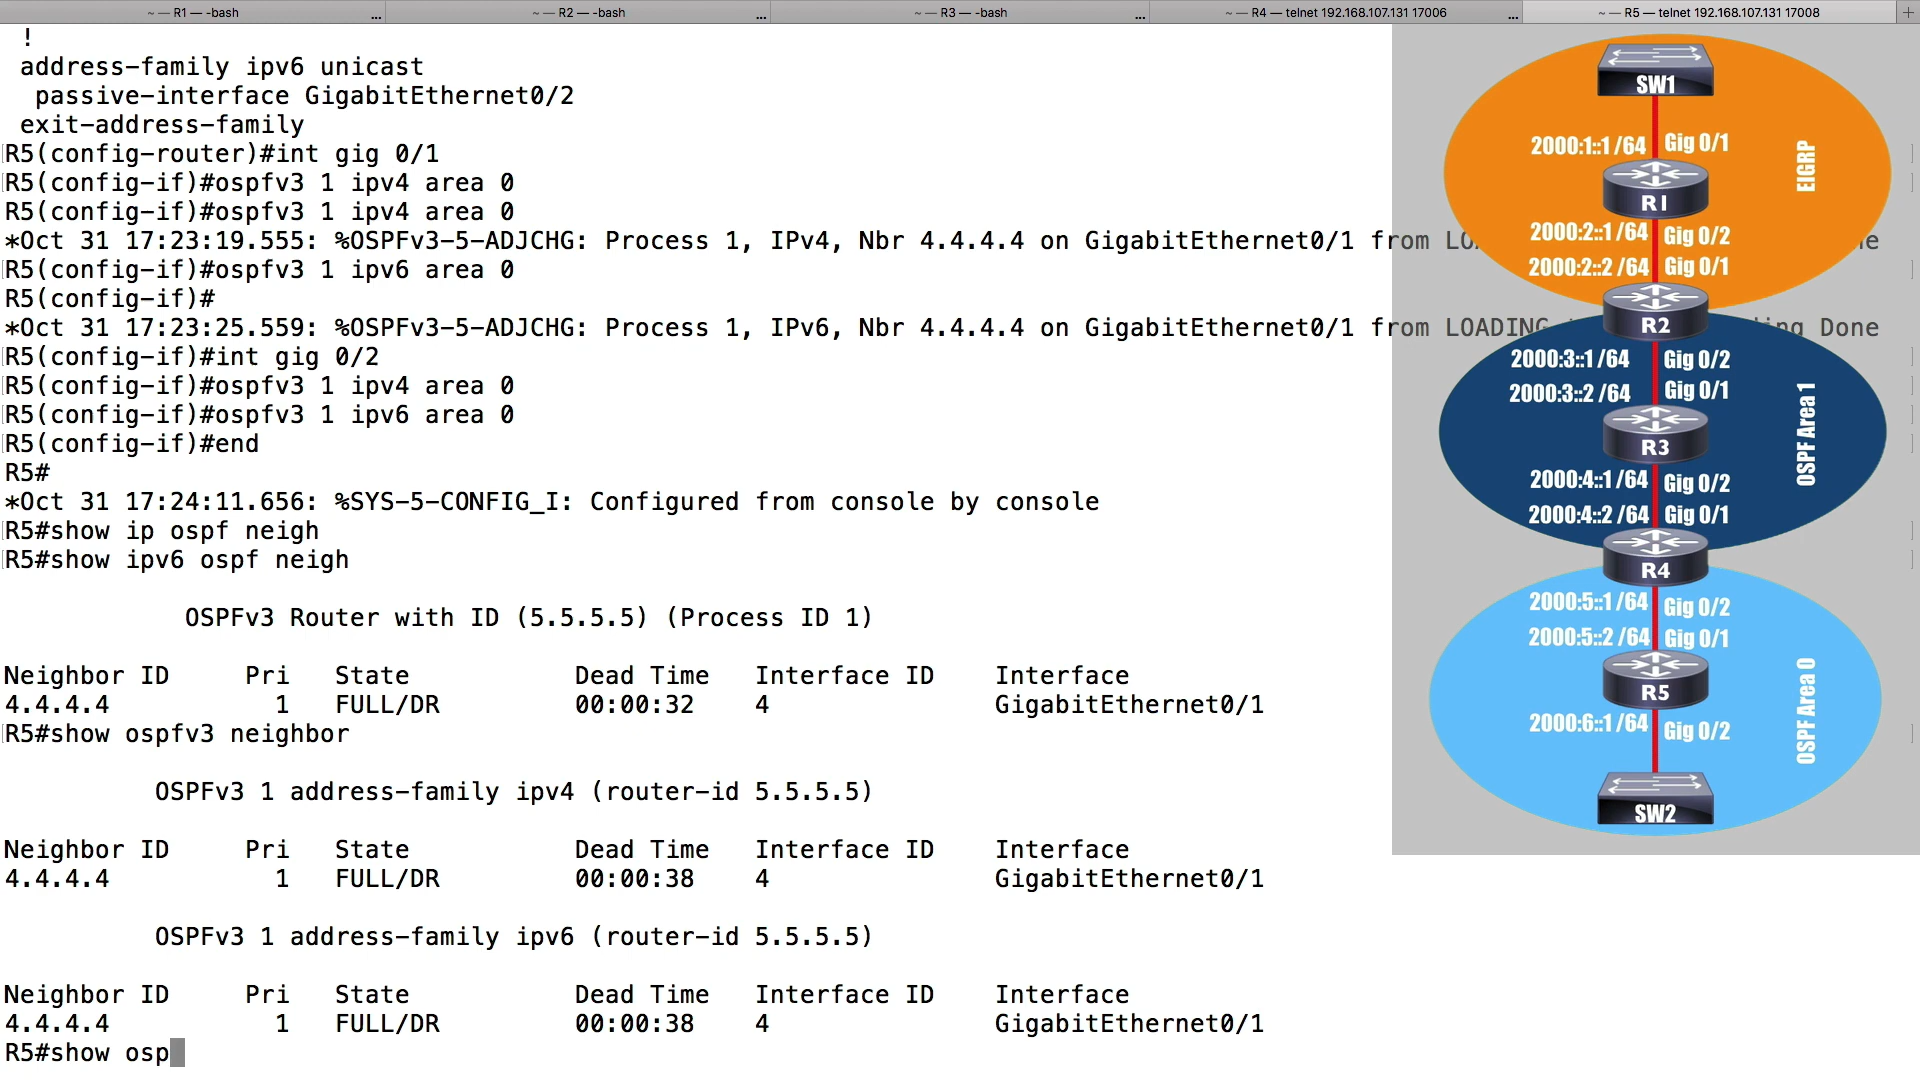 ~ — R1 — -bash ...
~ — R2 — -bash ...
~ — R3 — -bash ...
~ — R4 — telnet 192.168.107.131 17006 ...
~ — R5 — telnet 192.168.107.131 17008 +
!
address-family ipv6 unicast
passive-interface GigabitEthernet0/2
exit-address-family
R5(config-router)#int gig 0/1
R5(config-if)#ospfv3 1 ipv4 area 0
R5(config-if)#ospfv3 1 ipv4 area 0
*Oct 31 17:23:19.555: %OSPFv3-5-ADJCHG: Process 1, IPv4, Nbr 4.4.4.4 on GigabitEthernet0/1 from
R5(config-if)#ospfv3 1 ipv6 area 0
R5(config-if)#
*Oct 31 17:23:25.559: %OSPFv3-5-ADJCHG: Process 1, IPv6, Nbr 4.4.4.4 on GigabitEthernet0/1 from LOADING Done
R5(config-if)#int gig 0/2
R5(config-if)#ospfv3 1 ipv4 area 0
R5(config-if)#ospfv3 1 ipv6 area 0
R5(config-if)#end
R5#
*Oct 31 17:24:11.656: %SYS-5-CONFIG_I: Configured from console by console
R5#show ip ospf neigh
R5#show ipv6 ospf neigh
OSPFv3 Router with ID (5.5.5.5) (Process ID 1)
Neighbor ID Pri State Dead Time Interface ID Interface
4.4.4.4 1 FULL/DR 00:00:32 4 GigabitEthernet0/1
R5#show ospfv3 neighbor
OSPFv3 1 address-family ipv4 (router-id 5.5.5.5)
Neighbor ID Pri State Dead Time Interface ID Interface
4.4.4.4 1 FULL/DR 00:00:38 4 GigabitEthernet0/1
OSPFv3 1 address-family ipv6 (router-id 5.5.5.5)
Neighbor ID Pri State Dead Time Interface ID Interface
4.4.4.4 1 FULL/DR 00:00:38 4 GigabitEthernet0/1
R5#show osp
SW1
2000:1::1 /64 Gig 0/1
EIGRP
R1
2000:2::1 /64 Gig 0/2
2000:2::2 /64 Gig 0/1
R2
2000:3::1 /64 Gig 0/2
2000:3::2 /64 Gig 0/1
OSPF Area 1
R3
2000:4::1 /64 Gig 0/2
2000:4::2 /64 Gig 0/1
R4
2000:5::1 /64 Gig 0/2
2000:5::2 /64 Gig 0/1
OSPF Area 0
R5
2000:6::1 /64 Gig 0/2
SW2